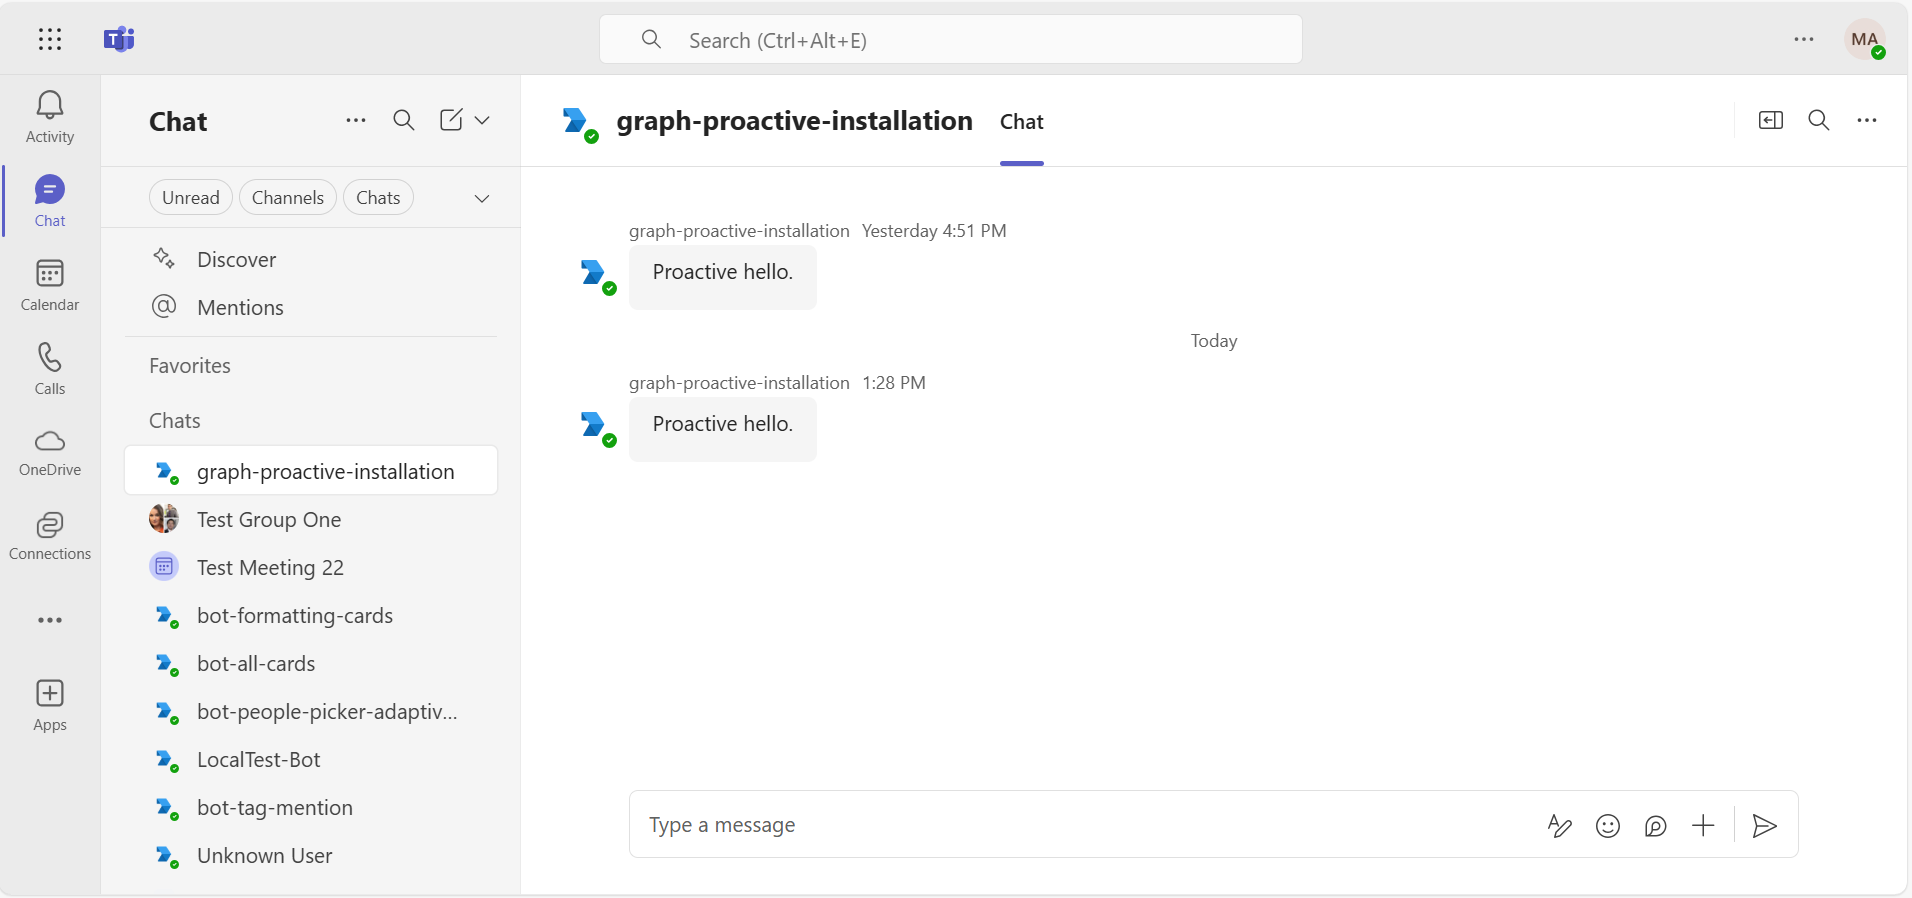 Search (Ctrl+Alt+E)
MA
Activity
Chat
Calendar
Calls
OneDrive
Connections
Apps
Chat
Unread Channels Chats
Discover
@ Mentions
Favorites
Chats
graph-proactive-installation
Test Group One
Test Meeting 22
bot-formatting-cards
bot-all-cards
bot-people-picker-adaptiv...
LocalTest-Bot
bot-tag-mention
Unknown User
graph-proactive-installation Chat
graph-proactive-installation Yesterday 4:51 PM
Proactive hello.
Today
graph-proactive-installation 1:28 PM
Proactive hello.
Type a message